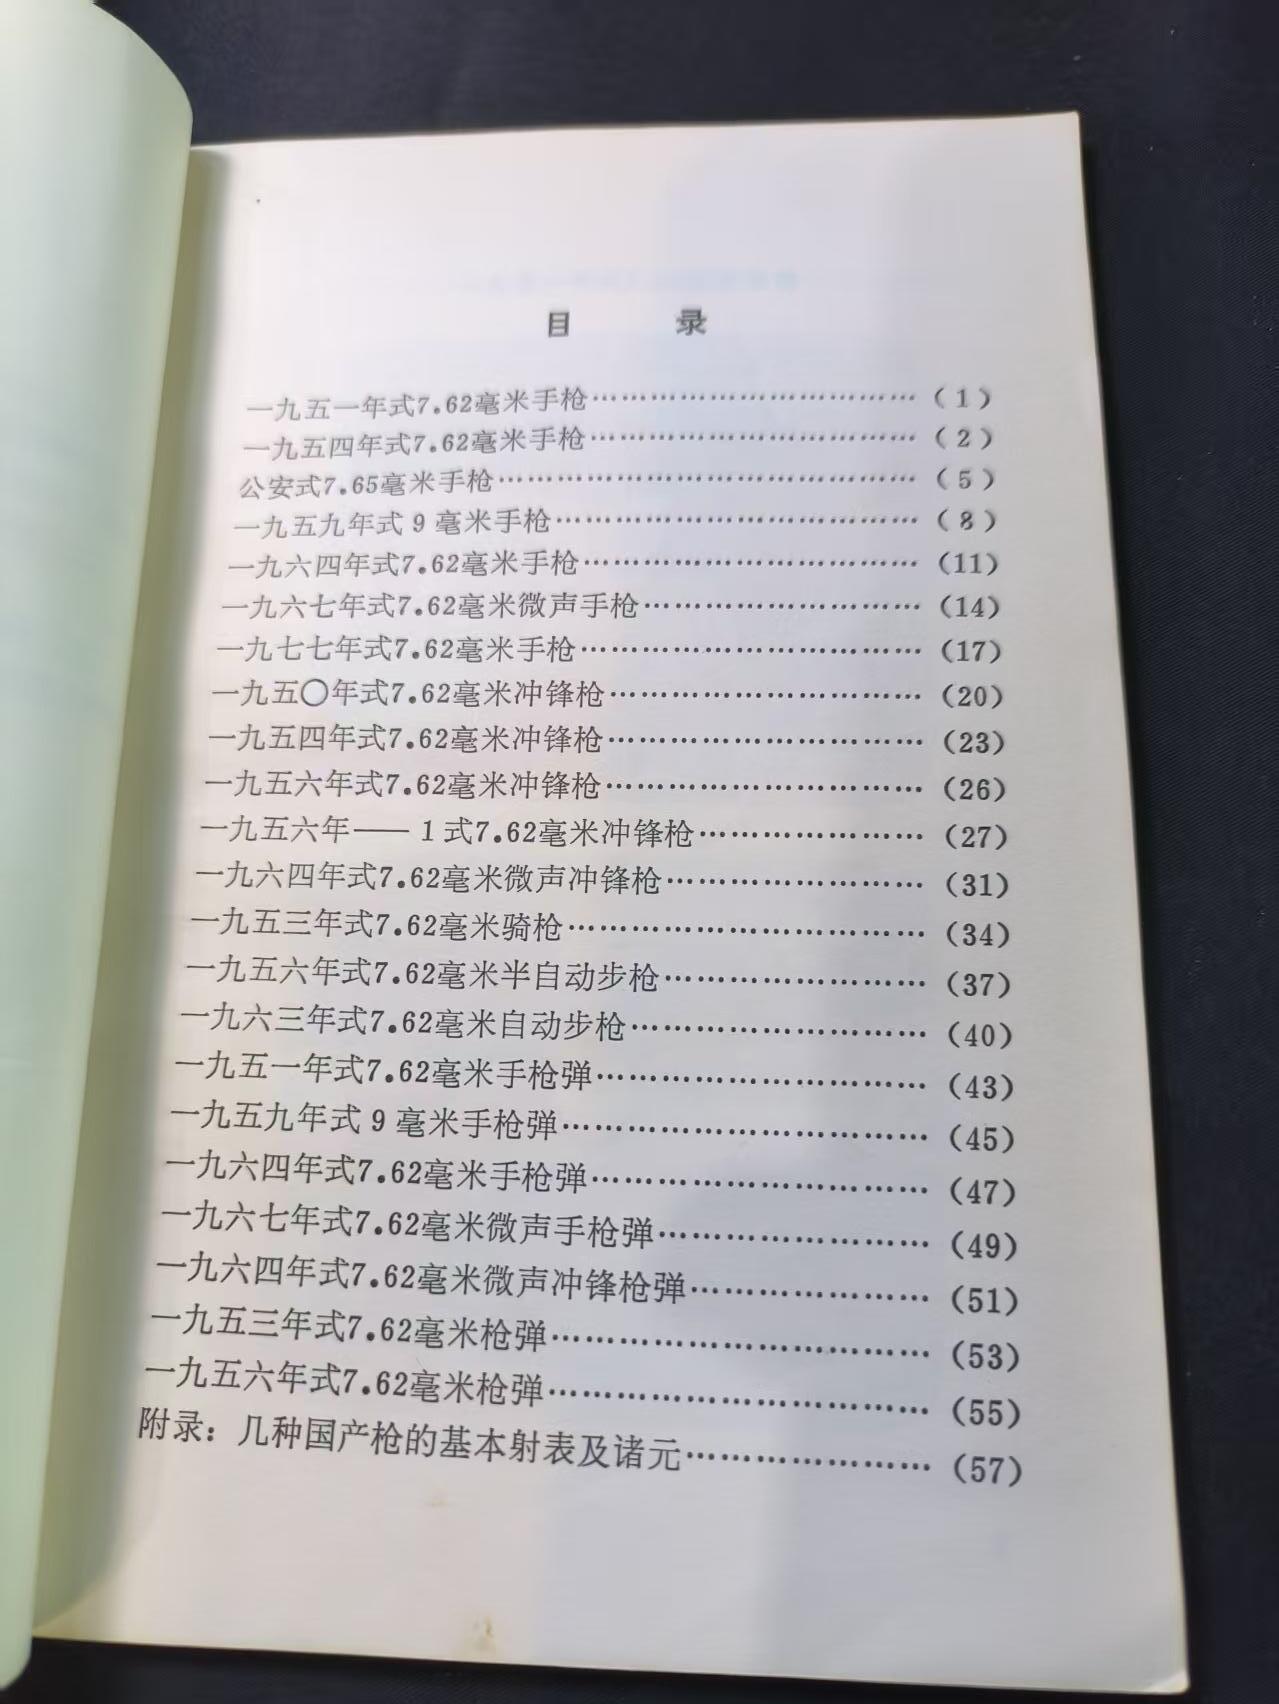 目 录
一九五一年式7.62毫米手枪………………………………（1）
一九五四年式7.62毫米手枪………………………………（2）
公安式7.65毫米手枪………………………………………（5）
一九五九年式 9 毫米手枪…………………………………（8）
一九六四年式7.62毫米手枪………………………………（11）
一九六七年式7.62毫米微声手枪…………………………（14）
一九七七年式7.62毫米手枪………………………………（17）
一九五〇年式7.62毫米冲锋枪……………………………（20）
一九五四年式7.62毫米冲锋枪……………………………（23）
一九五六年式7.62毫米冲锋枪……………………………（26）
一九五六年—— 1 式7.62毫米冲锋枪……………………（27）
一九六四年式7.62毫米微声冲锋枪………………………（31）
一九五三年式7.62毫米骑枪………………………………（34）
一九五六年式7.62毫米半自动步枪………………………（37）
一九六三年式7.62毫米自动步枪…………………………（40）
一九五一年式7.62毫米手枪弹……………………………（43）
一九五九年式 9 毫米手枪弹………………………………（45）
一九六四年式7.62毫米手枪弹……………………………（47）
一九六七年式7.62毫米微声手枪弹………………………（49）
一九六四年式7.62毫米微声冲锋枪弹……………………（51）
一九五三年式7.62毫米枪弹………………………………（53）
一九五六年式7.62毫米枪弹………………………………（55）
附录：几种国产枪的基本射表及诸元……………………（57）